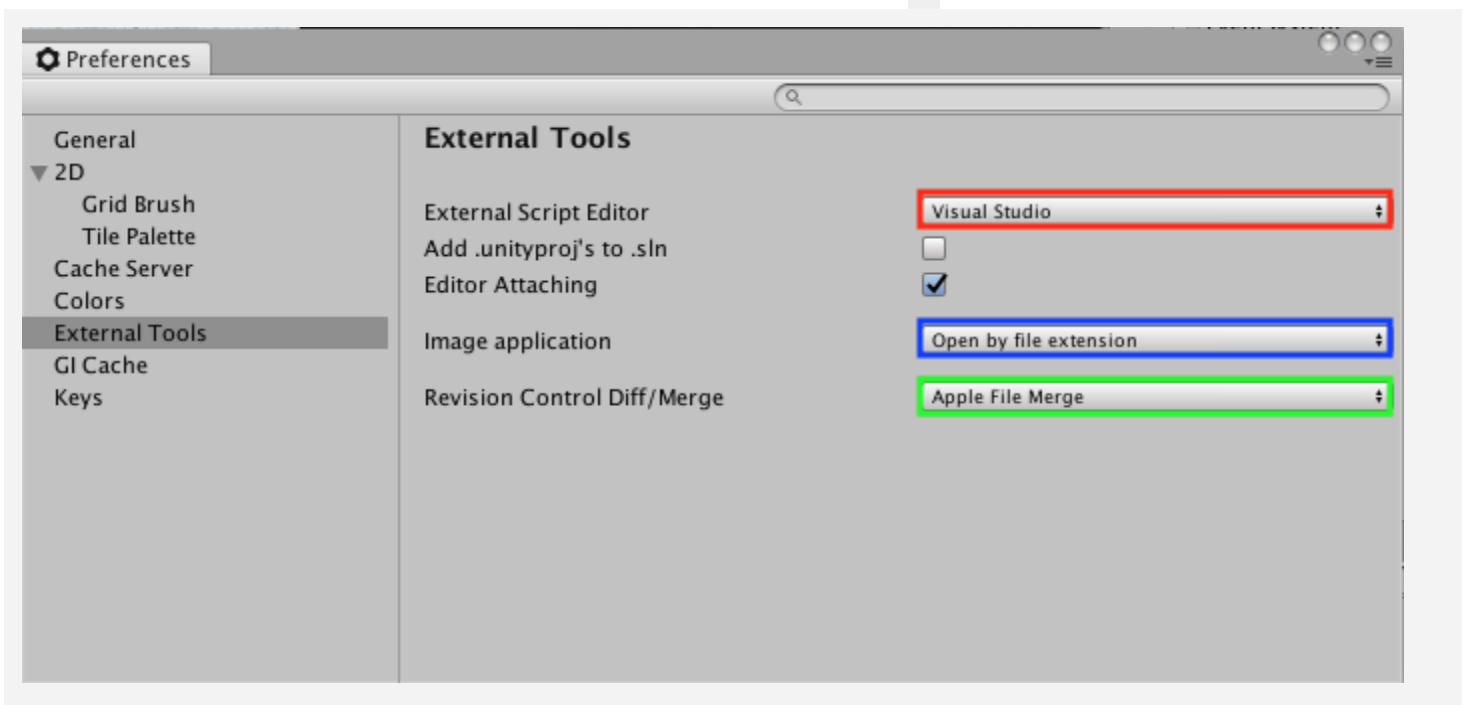 Preferences
General
2D
Grid Brush
Tile Palette
Cache Server
Colors
External Tools
GI Cache
Keys
External Tools
External Script Editor Visual Studio
Add .unityproj's to .sln
Editor Attaching
Image application Open by file extension
Revision Control Diff/Merge Apple File Merge